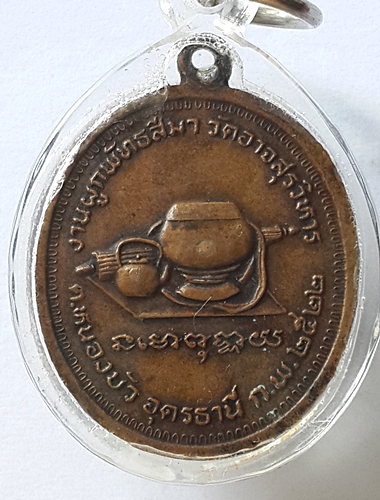 งานผูกพัทธสีมา วัดอาจสุรวิหาร
ต.หนองบัว อุดรธานี ก.พ. ๒๕๒๒